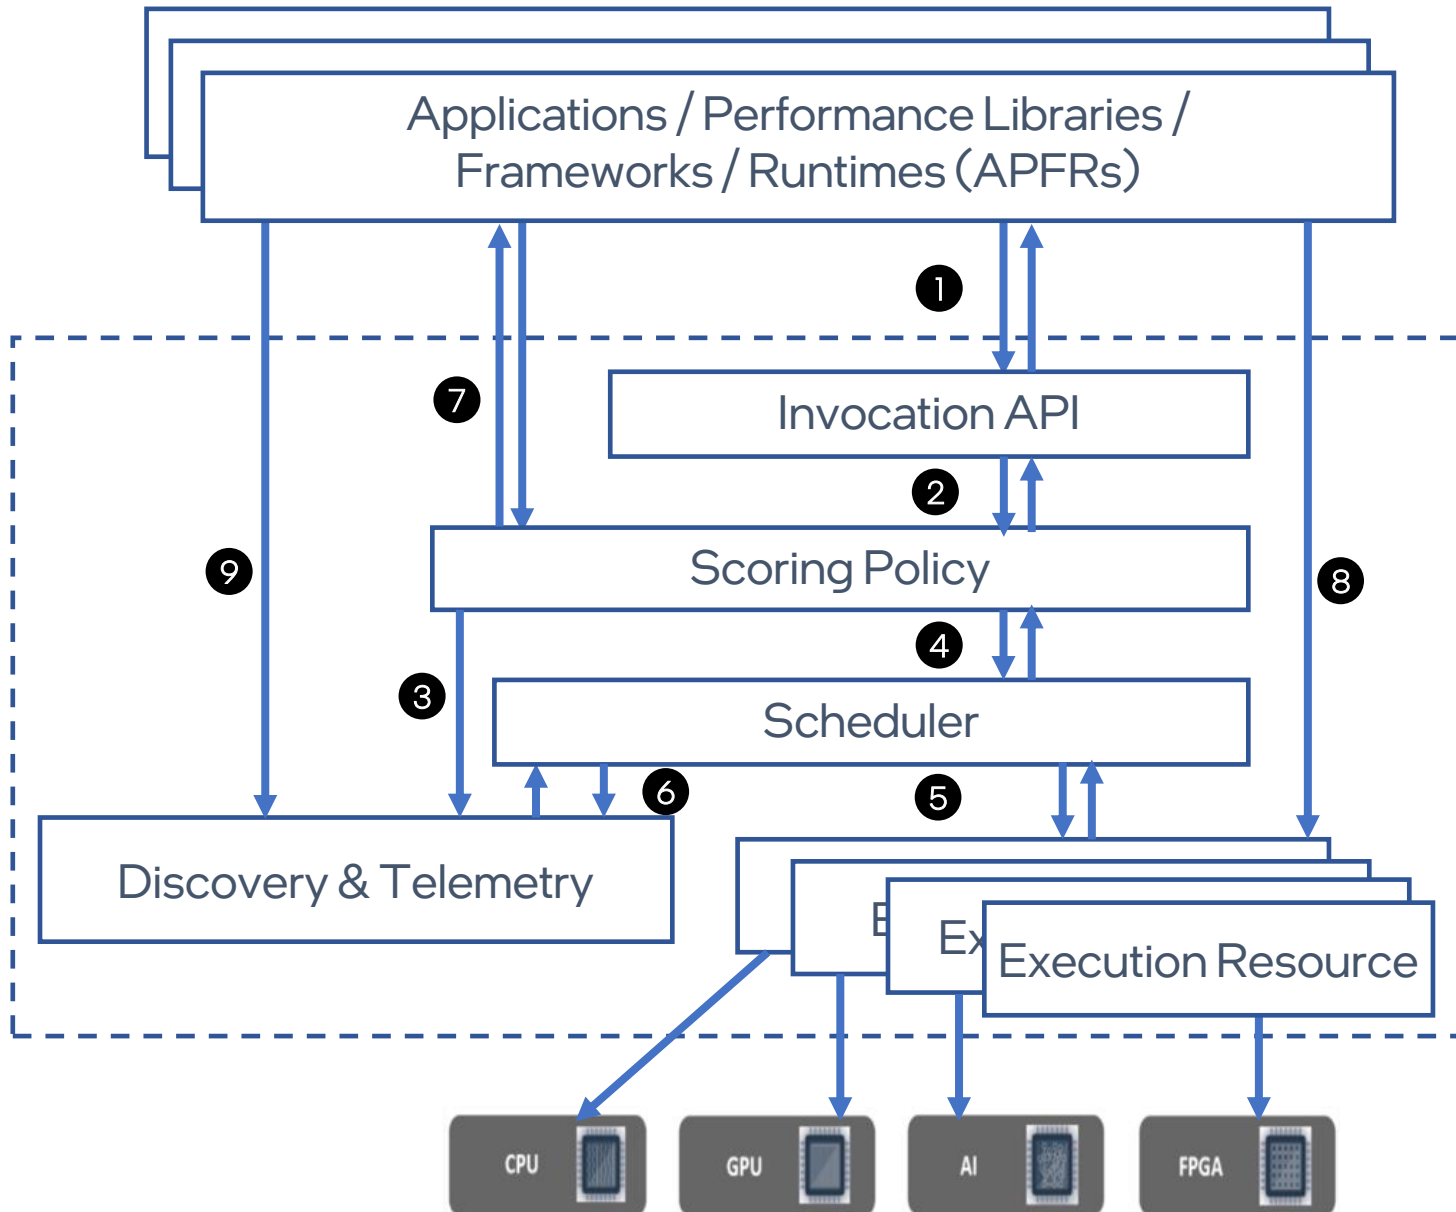 Applications / Performance Libraries /
Frameworks / Runtimes (APFRs)
1
7
Invocation API
2
9
Scoring Policy
8
4
3
Scheduler
6
5
Discovery & Telemetry
E
Ex
Execution Resource
CPU
GPU
AI
FPGA